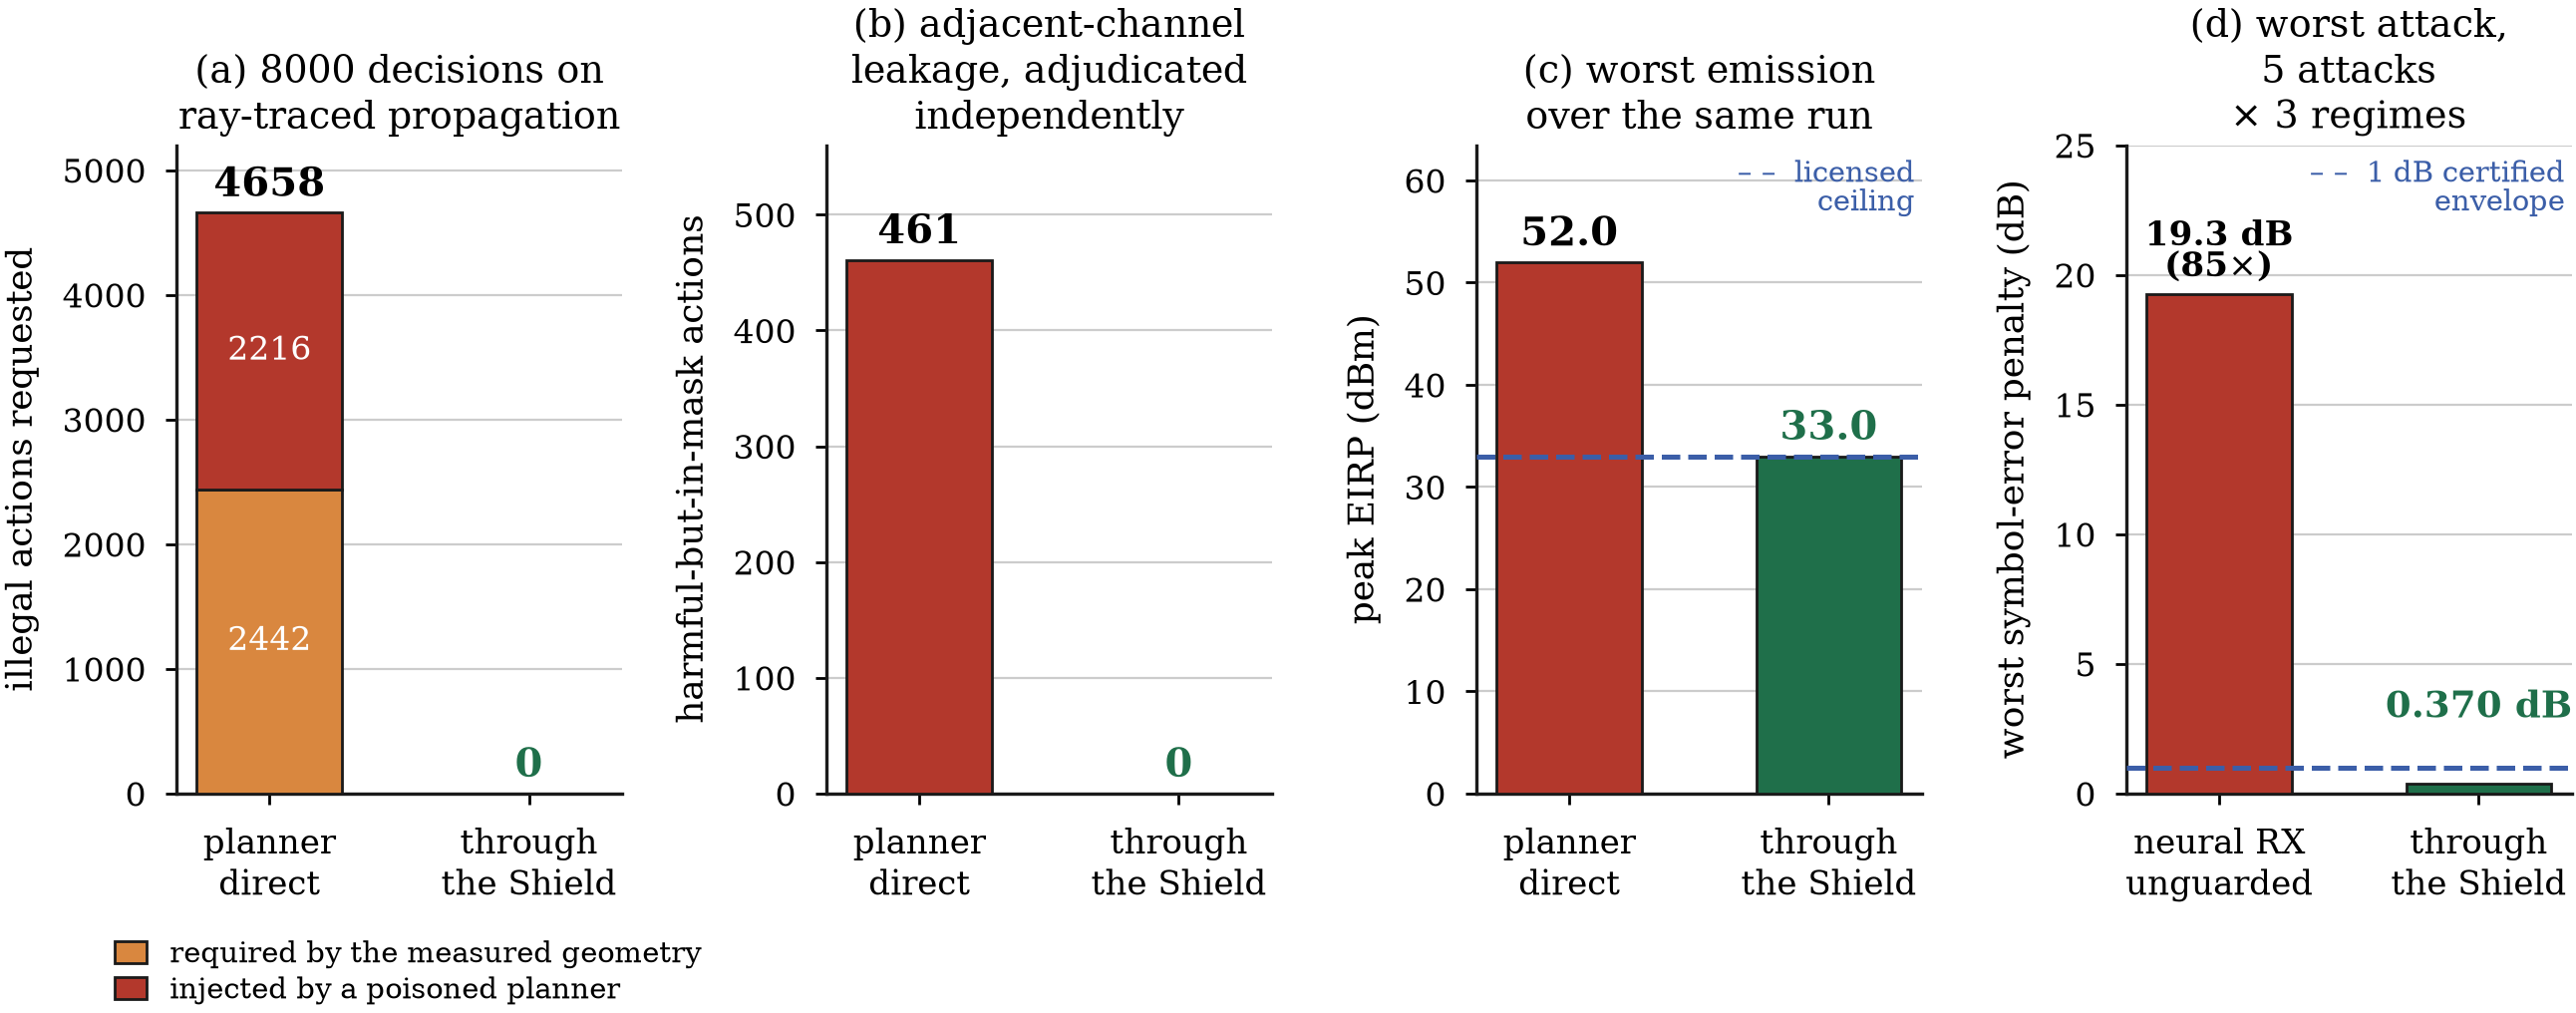 (a) 8000 decisions on
ray-traced propagation
illegal actions requested
5000
4000
3000
2000
1000
0
4658
2216
2442
0
planner
direct
through
the Shield
required by the measured geometry
injected by a poisoned planner
(b) adjacent-channel
leakage, adjudicated
independently
harmful-but-in-mask actions
500
400
300
200
100
0
461
0
planner
direct
through
the Shield
(c) worst emission
over the same run
peak EIRP (dBm)
60
50
40
30
20
10
0
-- licensed
ceiling
52.0
33.0
planner
direct
through
the Shield
(d) worst attack,
5 attacks
× 3 regimes
worst symbol-error penalty (dB)
25
20
15
10
5
0
-- 1 dB certified
envelope
19.3 dB
(85×)
0.370 dB
neural RX
unguarded
through
the Shield